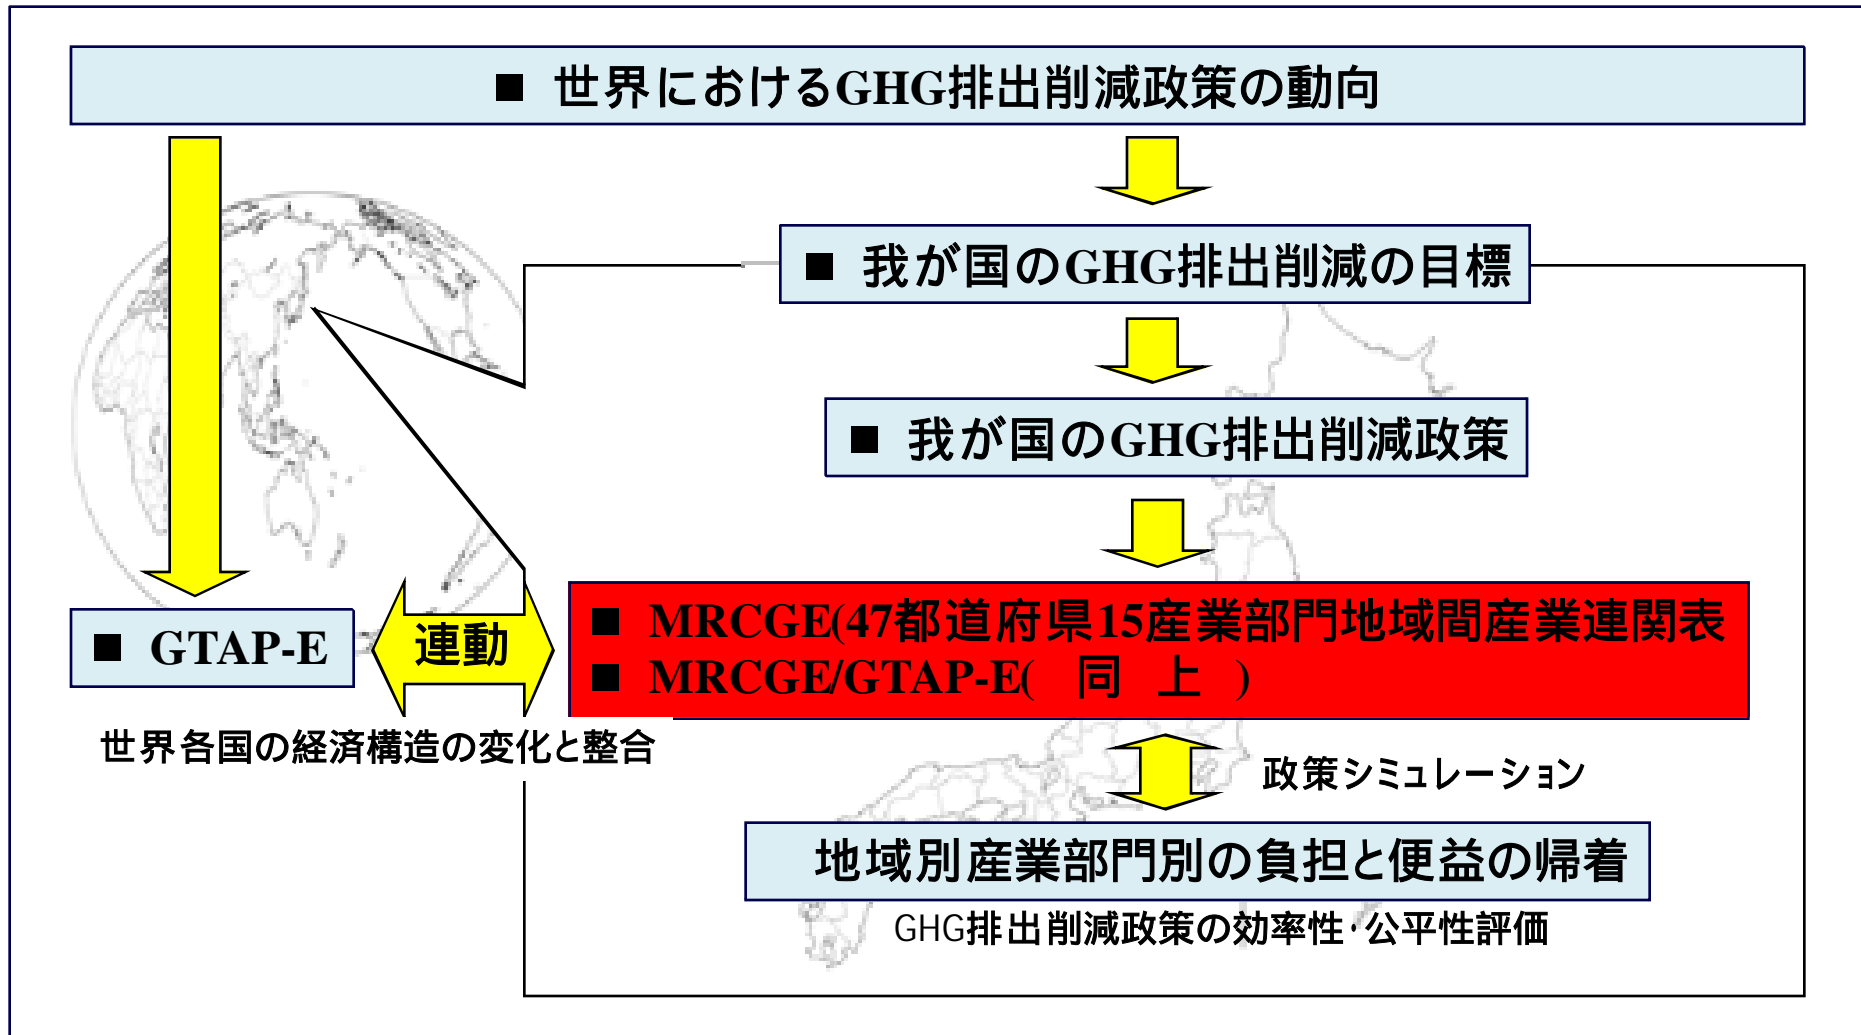 ■ 世界におけるGHG排出削減政策の動向
■ 我が国のGHG排出削減の目標
■ 我が国のGHG排出削減政策
■ GTAP-E
連動
■ MRCGE(47都道府県15産業部門地域間産業連関表
■ MRCGE/GTAP-E( 同 上 )
世界各国の経済構造の変化と整合
政策シミュレーション
地域別産業部門別の負担と便益の帰着
GHG排出削減政策の効率性・公平性評価